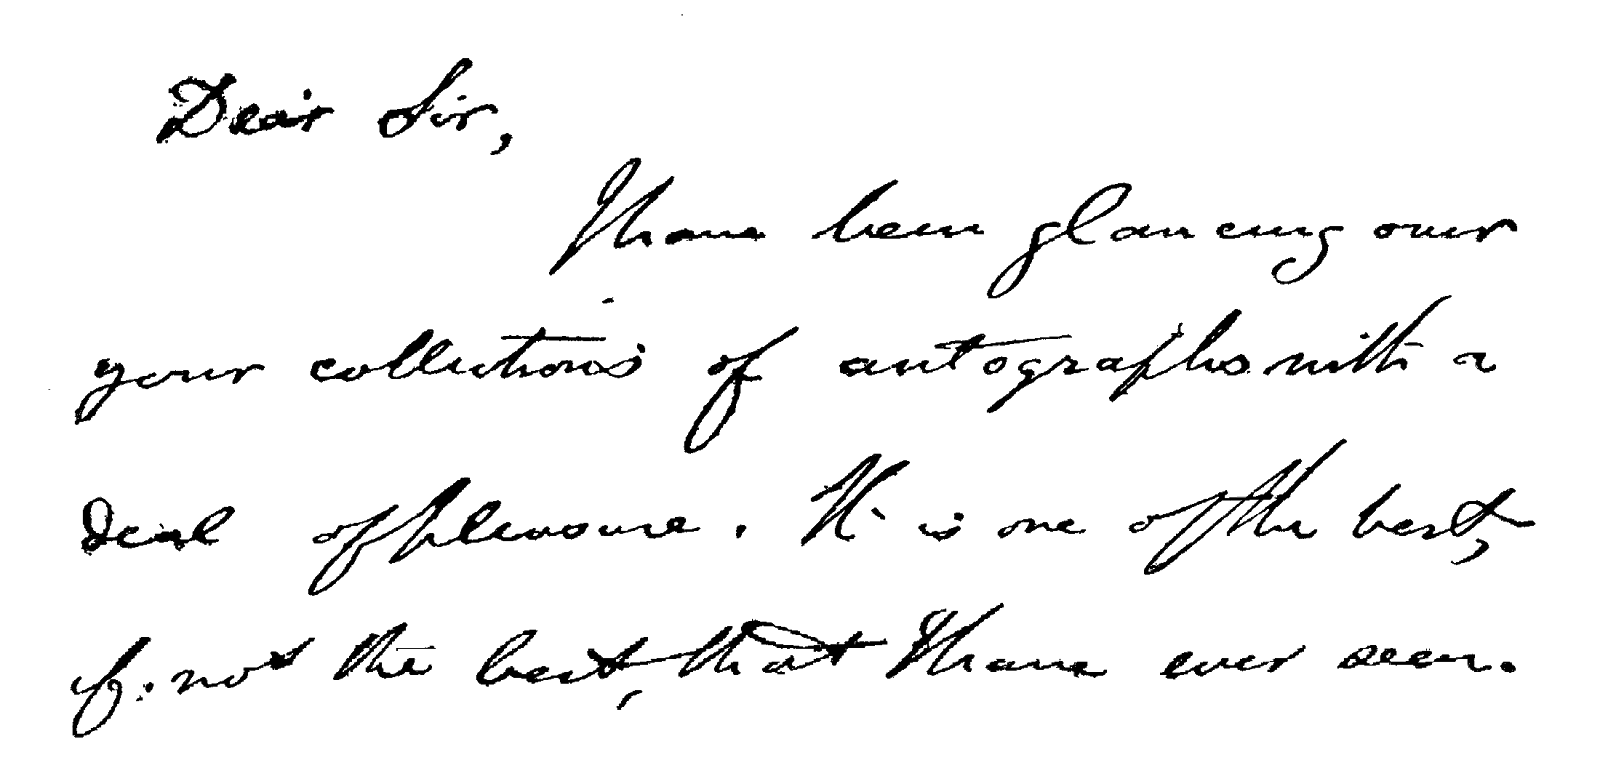 Dear Sir,
I have been glancing over
your collections of autographs with a
deal of pleasure. It is one of the best,
if not the best, that I have ever seen.